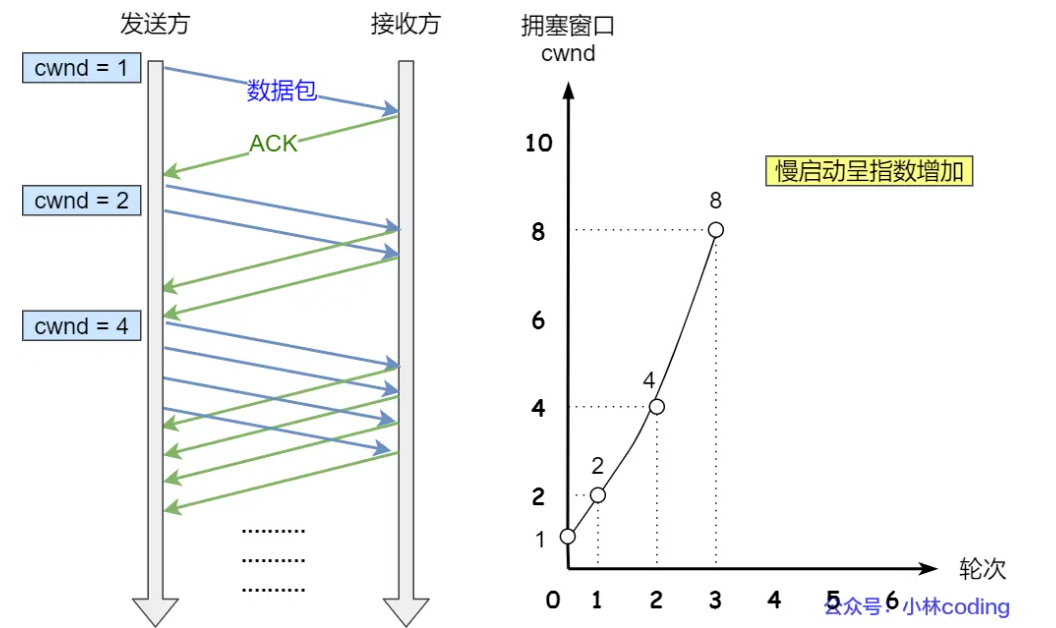 发送方
接收方
cwnd = 1
数据包
ACK
cwnd = 2
cwnd = 4
..........
..........
..........
拥塞窗口
cwnd
10
慢启动呈指数增加
8
8
6
4
4
2
2
1
轮次
0 1 2 3 4 5 6
公众号：小林coding